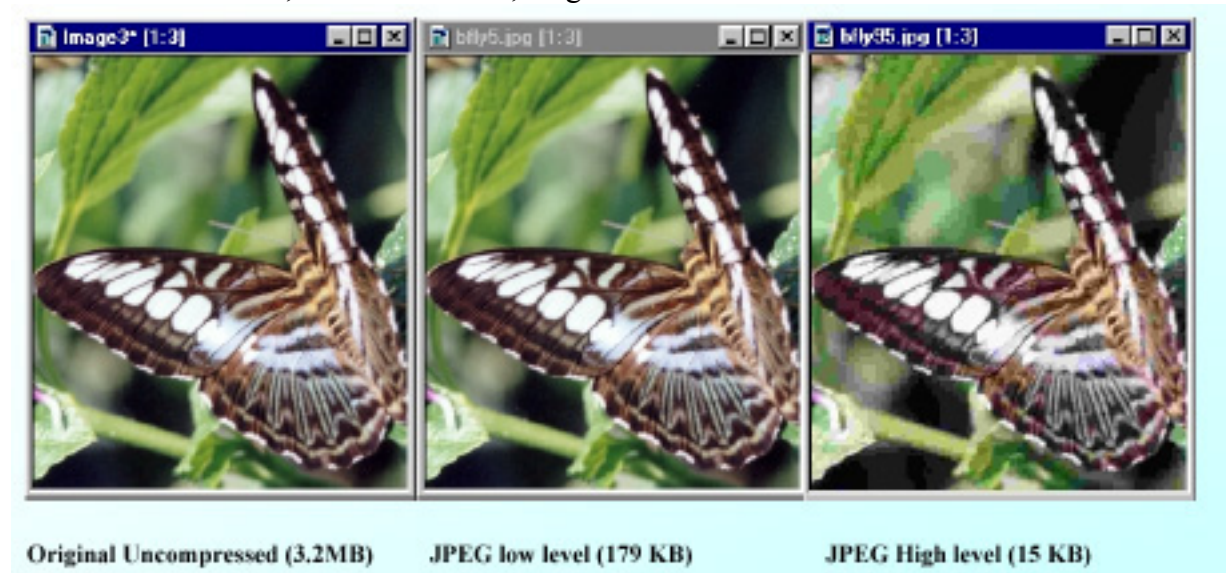 Image3* [1:3]
bfly5.jpg [1:3]
bfly95.jpg [1:3]
Original Uncompressed (3.2MB)
JPEG low level (179 KB)
JPEG High level (15 KB)